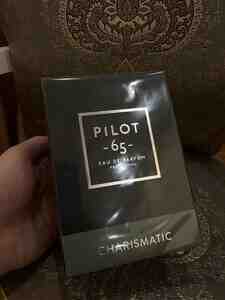 PILOT
-65-
EAU DE PARFUM
CHARISMATIC